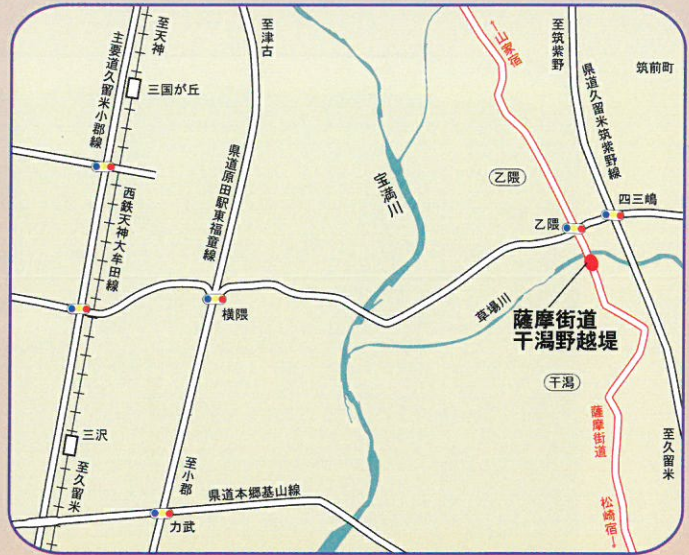 至天神
主要道久留米小郡線
三国が丘
西鉄天神大牟田線
三沢
至久留米
至津古
県道原田駅東福童線
横隈
至小郡
力武
県道本郷基山線
宝満川
↑山家宿
至筑紫野
県道久留米筑紫野線
筑前町
乙隈
乙隈
四三嶋
草場川
薩摩街道
干潟野越堤
干潟
薩摩街道
松崎宿↓
至久留米